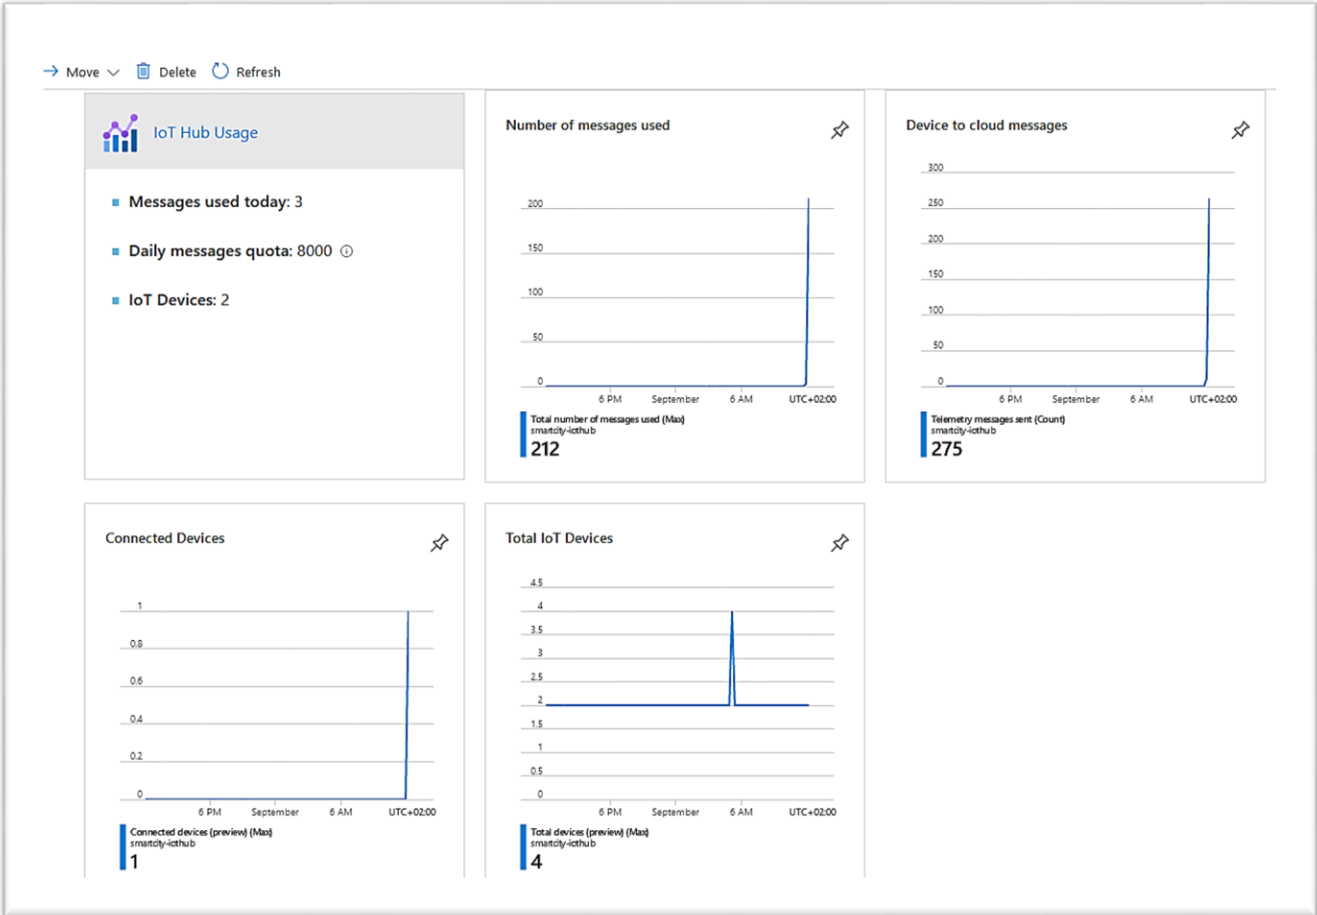 Move Delete Refresh
IoT Hub Usage
Messages used today: 3
Daily messages quota: 8000
IoT Devices: 2
Number of messages used
200
150
100
50
0
6 PM September 6 AM UTC+02:00
Total number of messages used (Max)
smartcity-iothub
212
Device to cloud messages
300
250
200
150
100
50
0
6 PM September 6 AM UTC+02:00
Telemetry messages sent (Count)
smartcity-iothub
275
Connected Devices
1
0.8
0.6
0.4
0.2
0
6 PM September 6 AM UTC+02:00
Connected devices (preview) (Max)
smartcity-iothub
1
Total IoT Devices
4.5
4
3.5
3
2.5
2
1.5
1
0.5
0
6 PM September 6 AM UTC+02:00
Total devices (preview) (Max)
smartcity-iothub
4